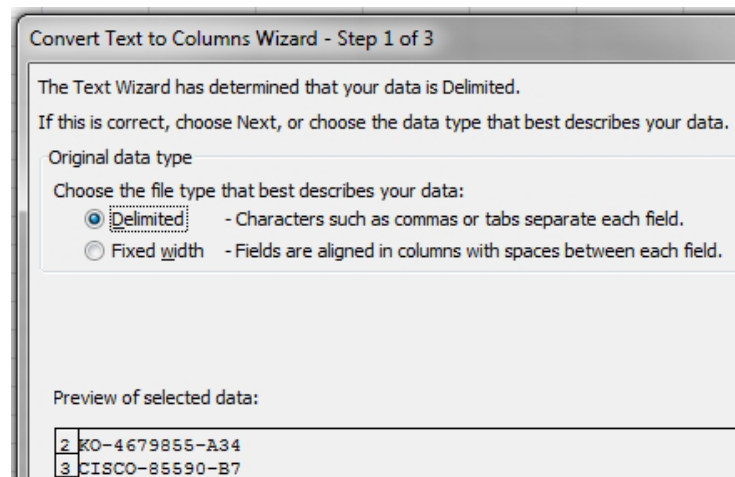 Convert Text to Columns Wizard - Step 1 of 3
The Text Wizard has determined that your data is Delimited.
If this is correct, choose Next, or choose the data type that best describes your data.
Original data type
Choose the file type that best describes your data:
Delimited - Characters such as commas or tabs separate each field.
Fixed width - Fields are aligned in columns with spaces between each field.
Preview of selected data:
2 KO-4679855-A34
3 CISCO-85590-B7